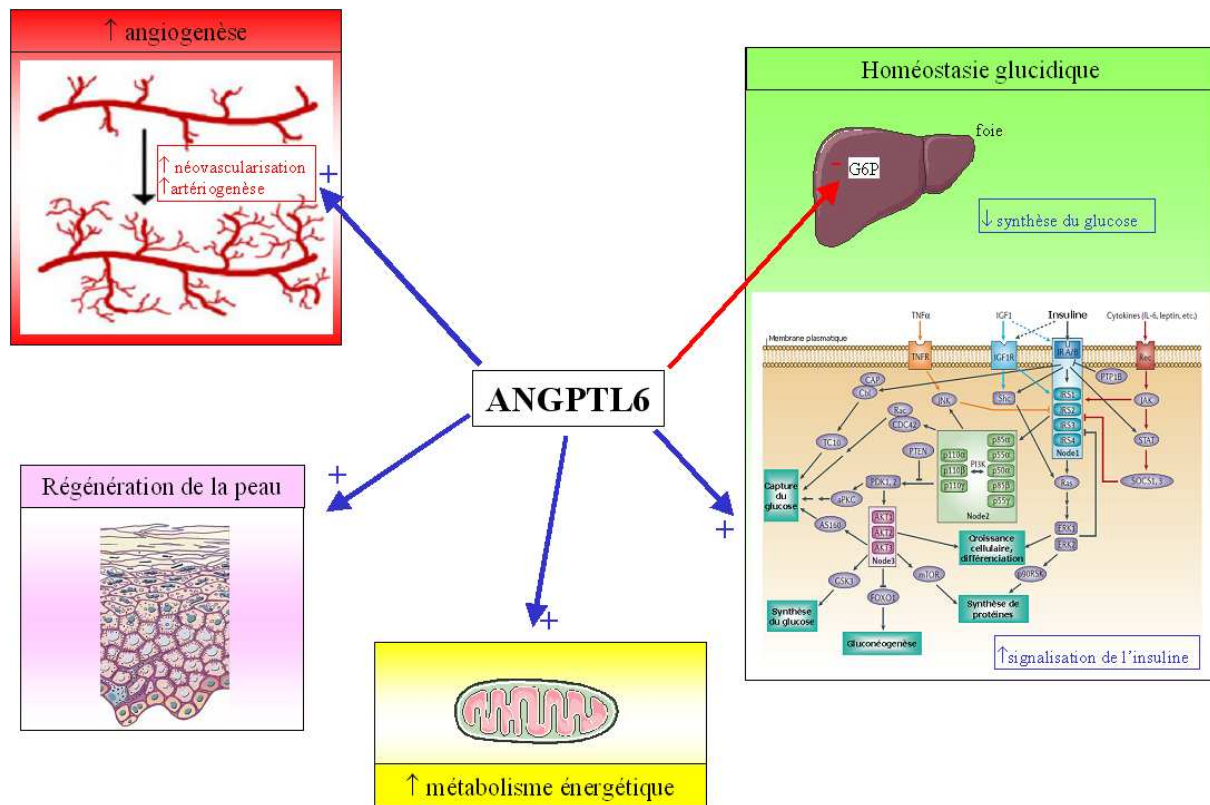 ↑ angiogenèse
↑ néovascularisation
↑artériogenèse
+
Homéostasie glucidique
foie
-
G6P
↓ synthèse du glucose
TNFα
IGF1
Insuline
Cytokines (IL-6, leptin, etc.)
Membrane plasmatique
TNFR
IGF1R
IRA/B
Rec
PTP1B
CAP
Cbl
JNK
Shc
IRS1
IRS2
IRS3
IRS4
Node1
JAK
STAT
SOCS1, 3
Rac
CDC42
TC10
PTEN
p110α
p110β
p110γ
PI3K
p85α
p55α
p50α
p85β
p55γ
Node2
Ras
ERK1
ERK2
Capture
du
glucose
aPKC
PDK1, 2
AS160
AKT1
AKT2
AKT3
Node3
Croissance
cellulaire,
différenciation
GSK3
mTOR
p90RSK
FOXO1
Synthèse
du glucose
Synthèse de
protéines
Gluconéogenèse
↑signalisation de l'insuline
ANGPTL6
+
+
+
Régénération de la peau
↑ métabolisme énergétique